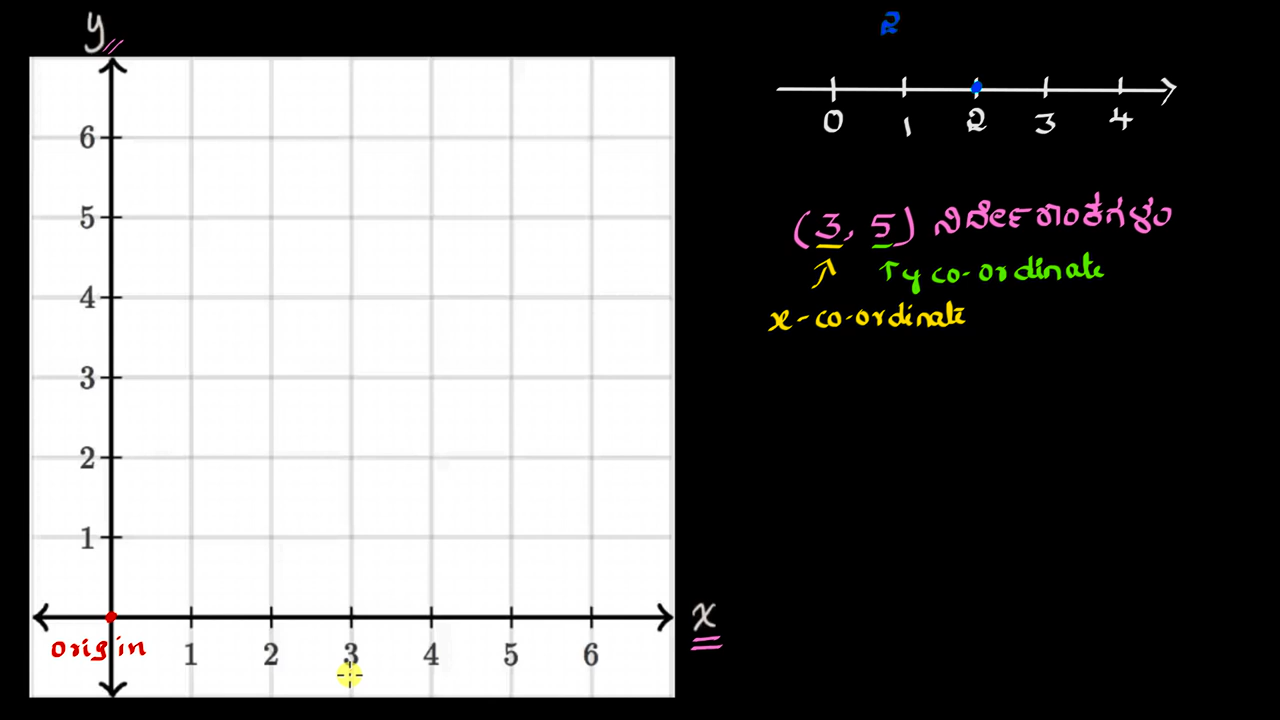 y
6
5
4
3
2
1
origin
1 2 3 4 5 6
x
2
0 1 2 3 4
(3, 5) ನಿರ್ದೇಶಾಂಕಗಳು
y co-ordinate
x-co-ordinate